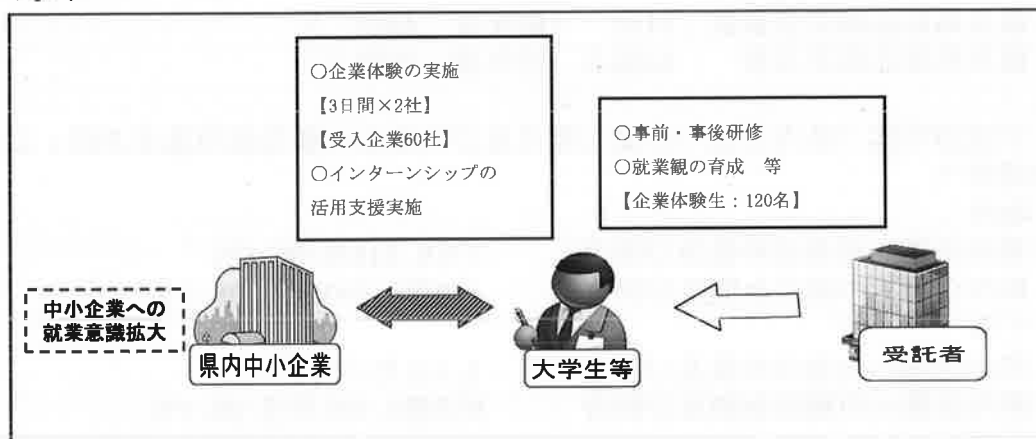 ○企業体験の実施
【3日間×2社】
【受入企業60社】
○インターンシップの
活用支援実施
○事前・事後研修
○就業観の育成　等
【企業体験生：120名】
中小企業への
就業意識拡大
県内中小企業
大学生等
受託者